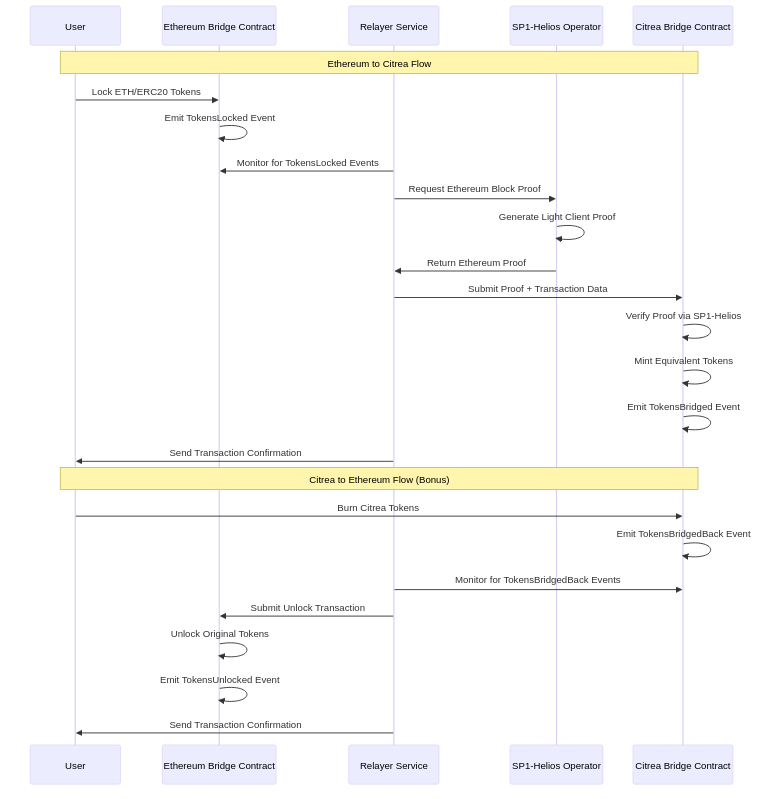 User
Ethereum Bridge Contract
Relayer Service
SP1-Helios Operator
Citrea Bridge Contract
Ethereum to Citrea Flow
Lock ETH/ERC20 Tokens
Emit TokensLocked Event
Monitor for TokensLocked Events
Request Ethereum Block Proof
Generate Light Client Proof
Return Ethereum Proof
Submit Proof + Transaction Data
Verify Proof via SP1-Helios
Mint Equivalent Tokens
Emit TokensBridged Event
Send Transaction Confirmation
Citrea to Ethereum Flow (Bonus)
Burn Citrea Tokens
Emit TokensBridgedBack Event
Monitor for TokensBridgedBack Events
Submit Unlock Transaction
Unlock Original Tokens
Emit TokensUnlocked Event
Send Transaction Confirmation
User
Ethereum Bridge Contract
Relayer Service
SP1-Helios Operator
Citrea Bridge Contract